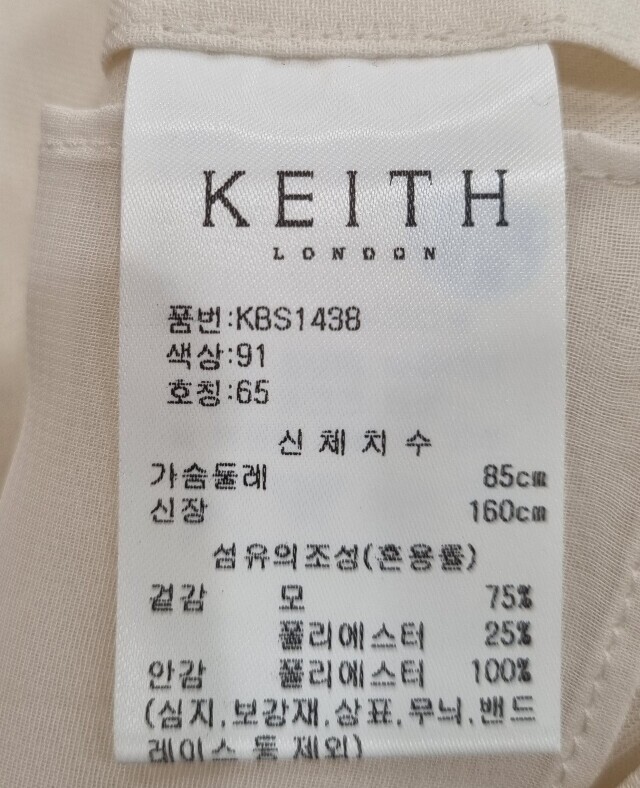 KEITH
LONDON
품번:KBS1438
색상:91
호칭:65
신체치수
가슴둘레 85cm
신장 160cm
섬유의조성(혼용률)
겉감 모 75%
폴리에스터 25%
안감 폴리에스터 100%
(심지,보강재,상표,무늬,밴드
레이스 등 제외)